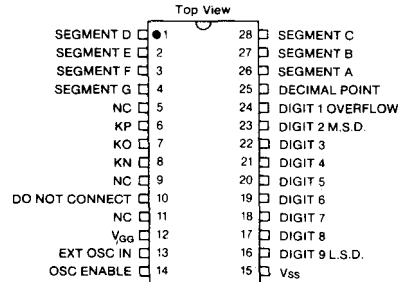 Top View
SEGMENT D 1 28 SEGMENT C
SEGMENT E 2 27 SEGMENT B
SEGMENT F 3 26 SEGMENT A
SEGMENT G 4 25 DECIMAL POINT
NC 5 24 DIGIT 1 OVERFLOW
KP 6 23 DIGIT 2 M.S.D.
KO 7 22 DIGIT 3
KN 8 21 DIGIT 4
NC 9 20 DIGIT 5
DO NOT CONNECT 10 19 DIGIT 6
NC 11 18 DIGIT 7
VGG 12 17 DIGIT 8
EXT OSC IN 13 16 DIGIT 9 L.S.D.
OSC ENABLE 14 15 VSS